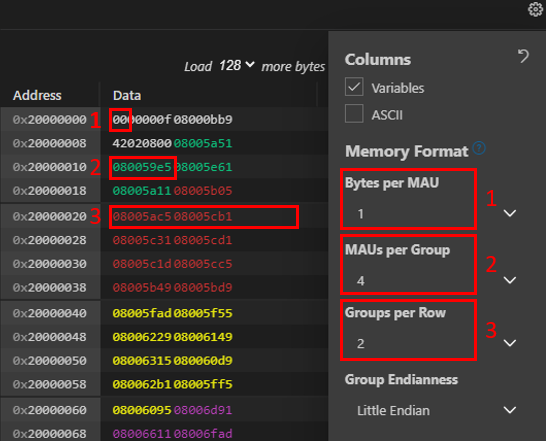 Load 128 more bytes
Address Data
0x20000000 1 0000000f 08000bb9
0x20000008 42020800 08005a51
0x20000010 2 080059e5 08005e61
0x20000018 08005a11 08005b05
0x20000020 3 08005ac5 08005cb1
0x20000028 08005c31 08005cd1
0x20000030 08005c1d 08005cc5
0x20000038 08005b49 08005bd9
0x20000040 08005fad 08005f55
0x20000048 08006229 08006149
0x20000050 08006315 080060d9
0x20000058 080062b1 08005ff5
0x20000060 08006095 08006d91
0x20000068 08006611 08006fad
Columns
Variables
ASCII
Memory Format
Bytes per MAU
1
1
MAUs per Group
4
2
Groups per Row
2
3
Group Endianness
Little Endian